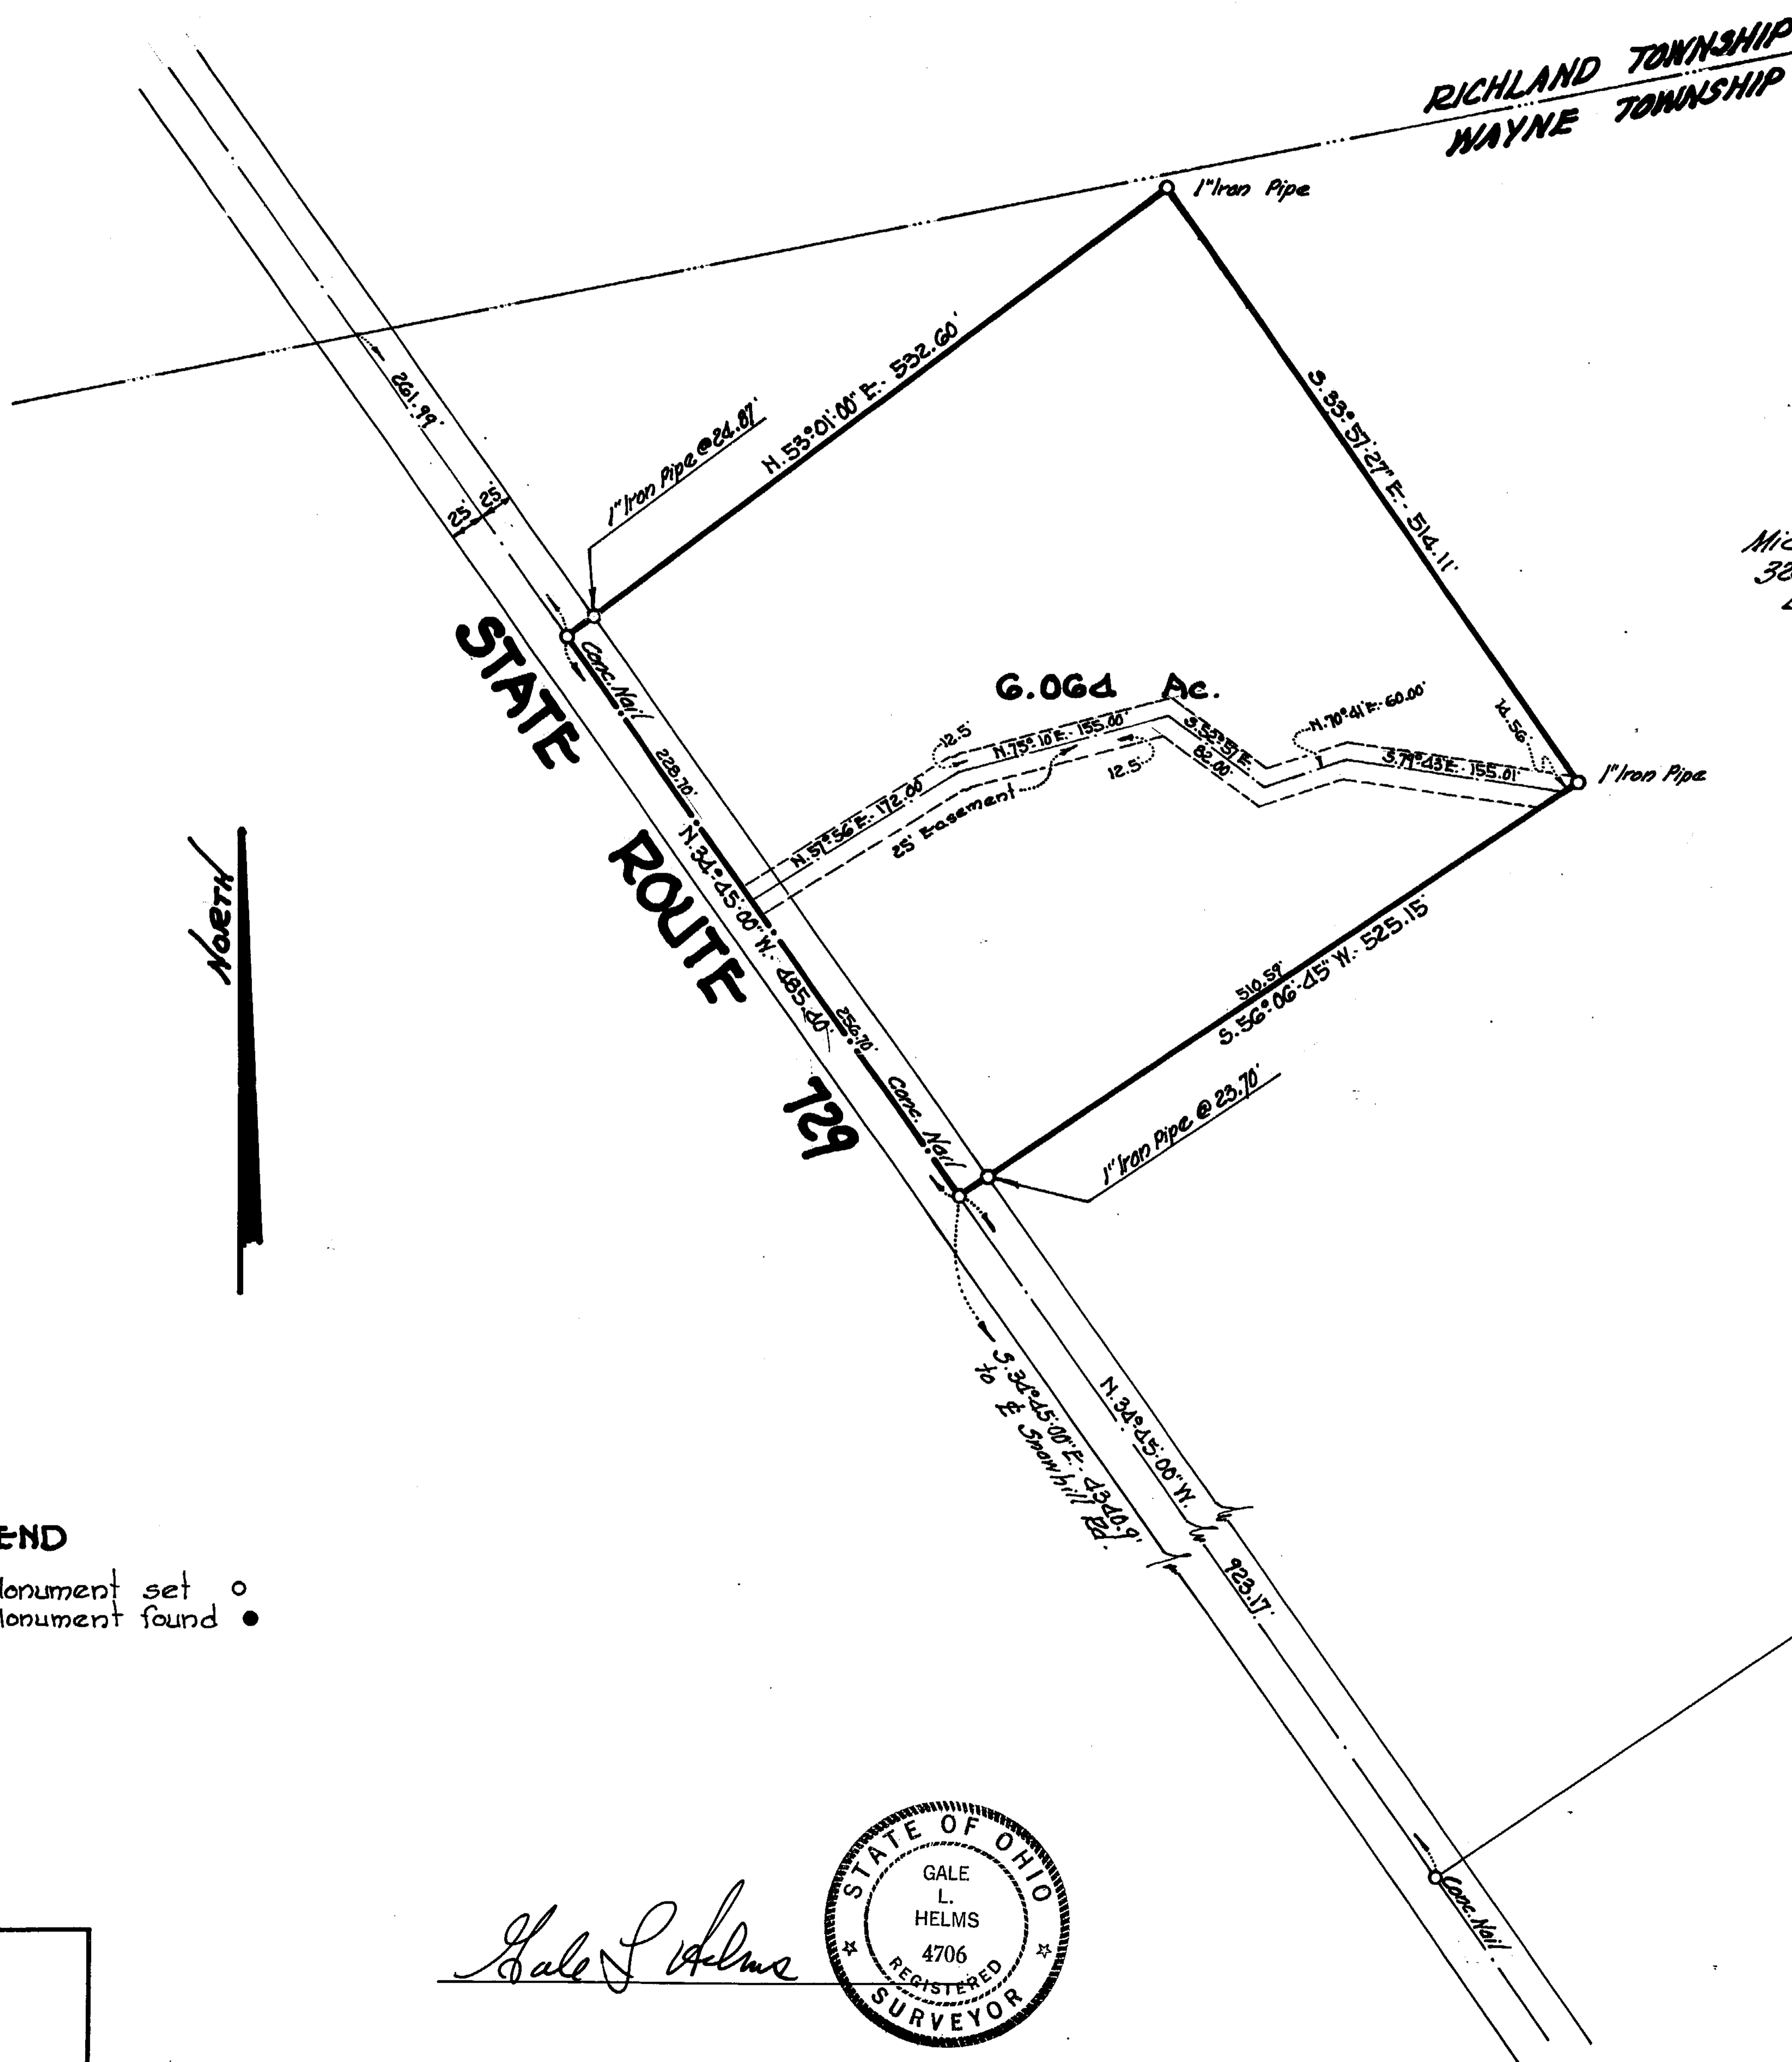 RICHLAND TOWNSHIP
WAYNE TOWNSHIP
1" Iron Pipe
261.99'
N. 53°01'00" E. 532.60'
1" Iron Pipe @ 24.87'
25' 25'
S. 33°57'27" E. - 514.11'
STATE ROUTE 729
Conc. Nail
228.70'
N. 34°45'00" W. - 485.40'
256.70'
Conc. Nail
6.064 Ac.
12.5'
N. 75°10' E. - 155.00'
S. 52°51' E.
82.00'
N. 70°41' E. - 60.00'
14.56'
S. 79°43' E. - 155.01'
1" Iron Pipe
12.5'
N. 57°56' E. - 172.00'
25' Easement
NORTH
510.59'
S. 56°06'45" W. - 525.15'
1" Iron Pipe @ 23.70'
S. 34°45'00" E. - 4340.9'
to ℄ Snowhill Rd.
N. 34°45'00" W.
923.17'
END
Monument set
Monument found
Conc. Nail
Gale L Helms
STATE OF OHIO
GALE
L.
HELMS
4706
REGISTERED
SURVEYOR